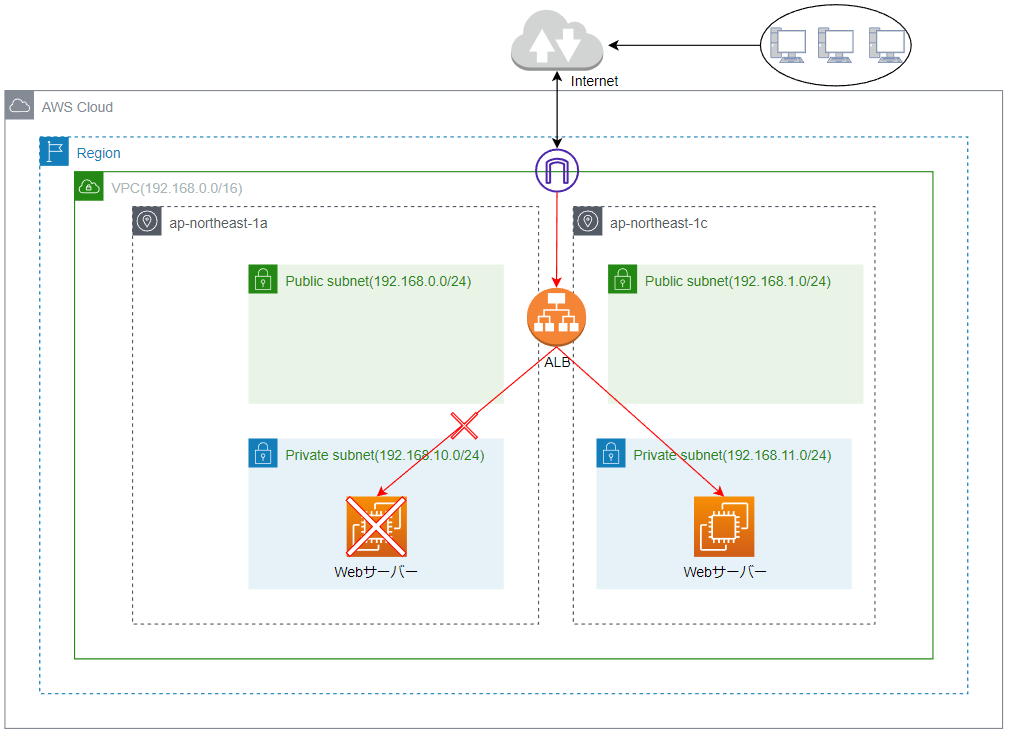 Internet
AWS Cloud
Region
VPC(192.168.0.0/16)
ap-northeast-1a
ap-northeast-1c
Public subnet(192.168.0.0/24)
Public subnet(192.168.1.0/24)
ALB
Private subnet(192.168.10.0/24)
Private subnet(192.168.11.0/24)
Webサーバー
Webサーバー